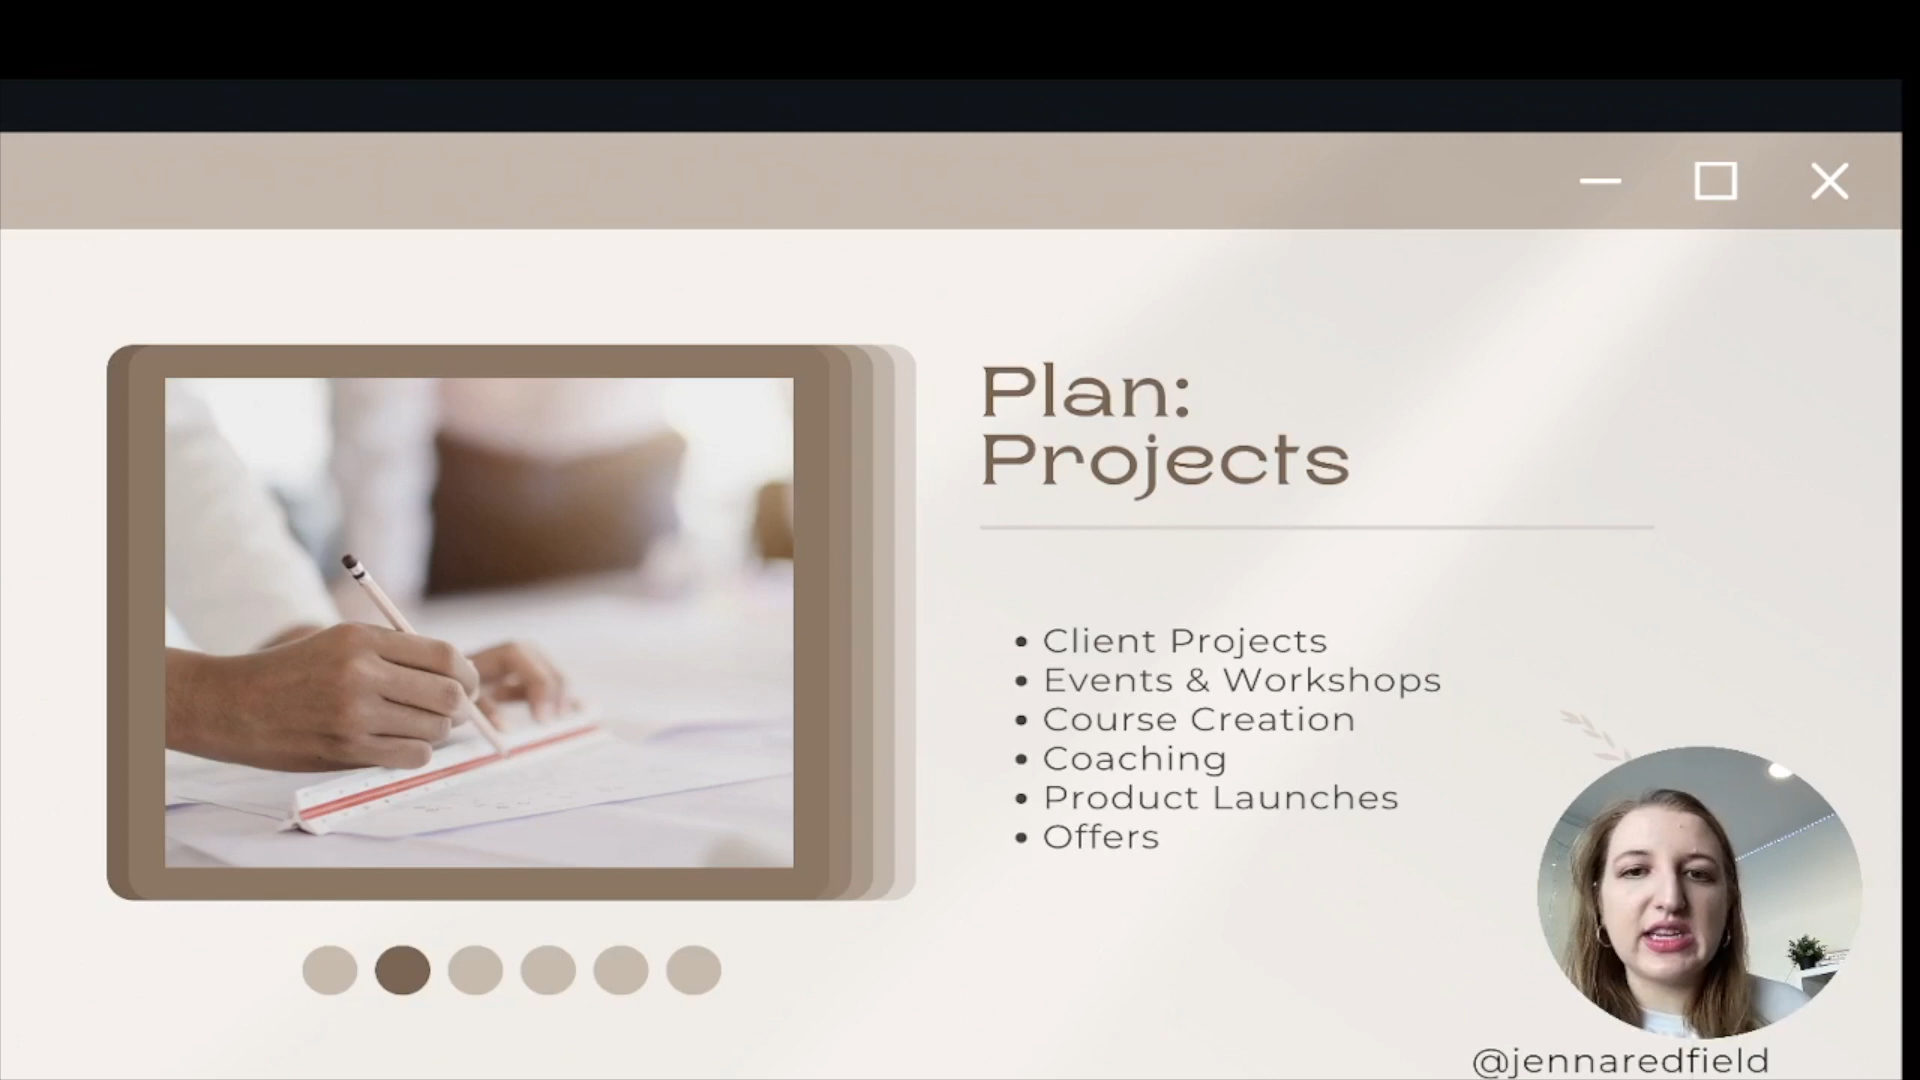 Plan:
Projects
• Client Projects
• Events & Workshops
• Course Creation
• Coaching
• Product Launches
• Offers
@jennaredfield